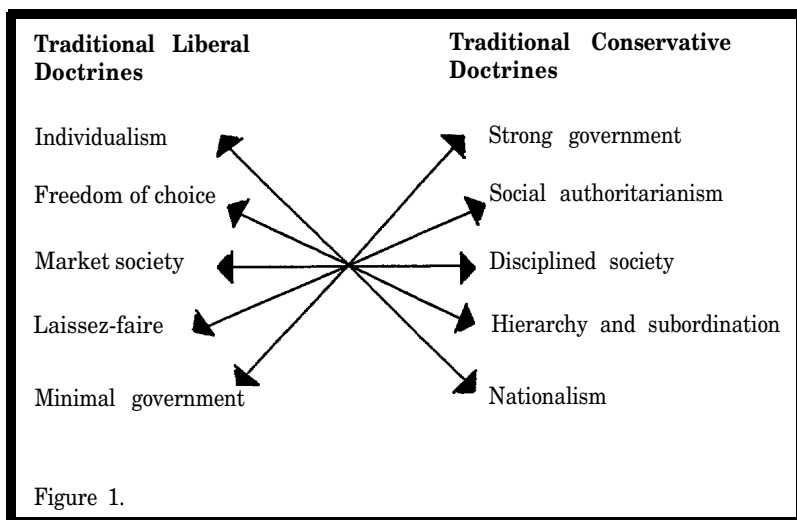 Traditional Liberal
Doctrines
Traditional Conservative
Doctrines
Individualism
Strong government
Freedom of choice
Social authoritarianism
Market society
Disciplined society
Laissez-faire
Hierarchy and subordination
Minimal government
Nationalism
Figure 1.